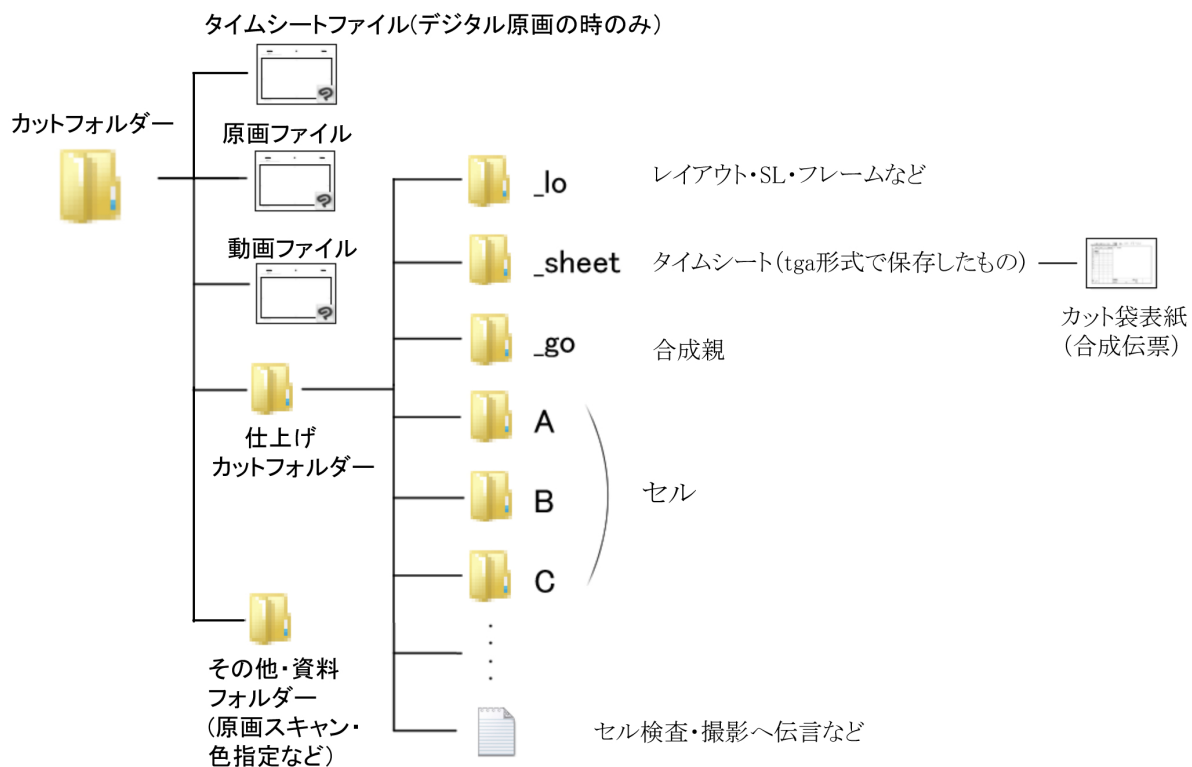 タイムシートファイル(デジタル原画の時のみ)
カットフォルダー
原画ファイル
動画ファイル
仕上げ
カットフォルダー
その他・資料
フォルダー
(原画スキャン・
色指定など)
_lo
レイアウト・SL・フレームなど
_sheet
タイムシート(tga形式で保存したもの)
カット袋表紙
(合成伝票)
_go
合成親
A
B
C
セル
セル検査・撮影へ伝言など